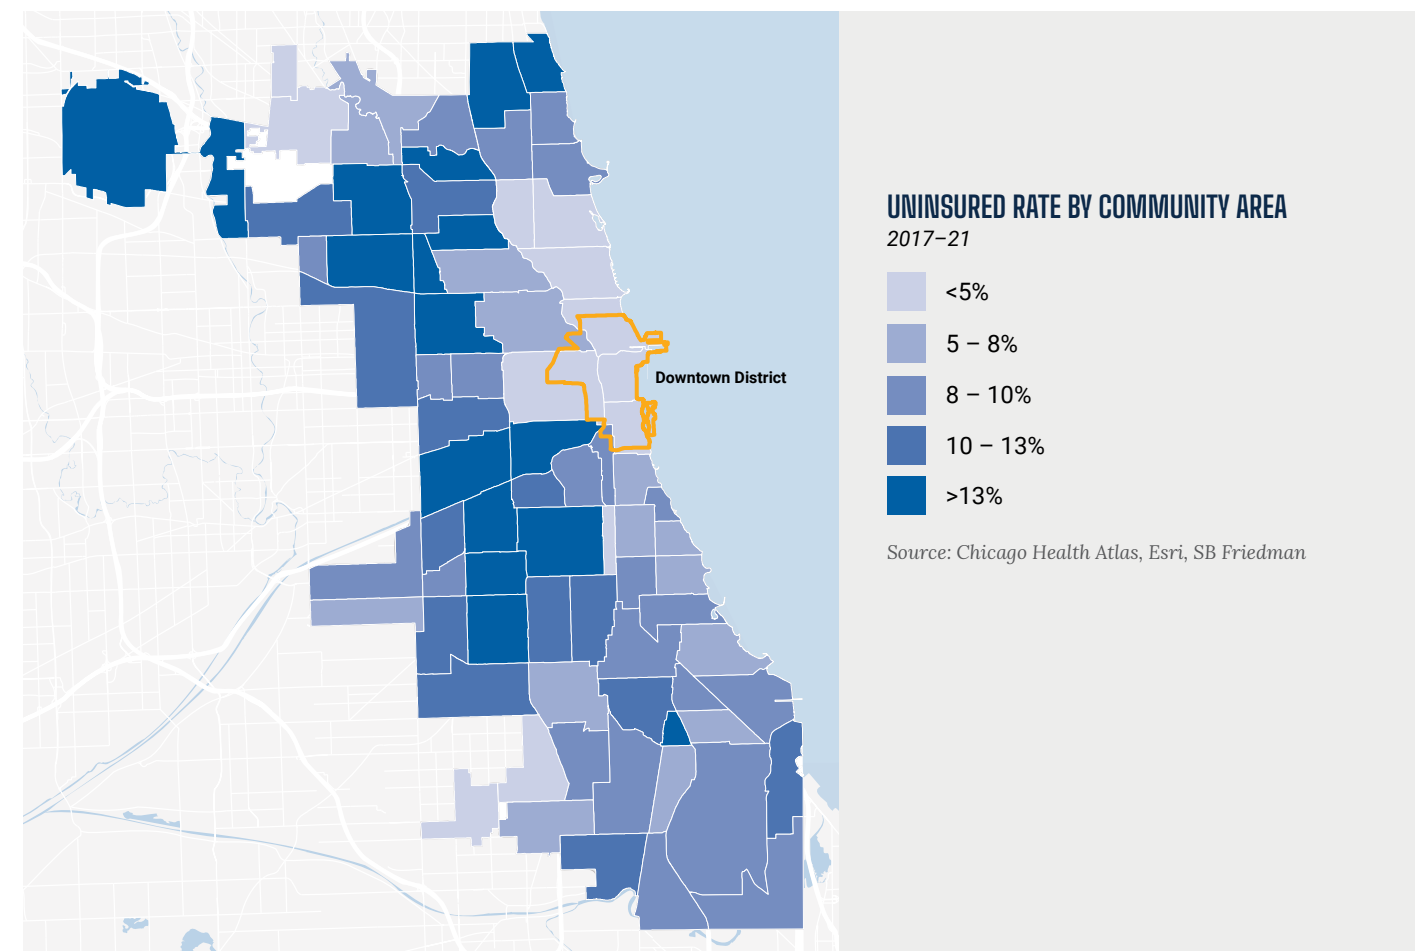 Downtown District
UNINSURED RATE BY COMMUNITY AREA
2017–21
<5%
5 – 8%
8 – 10%
10 – 13%
>13%
Source: Chicago Health Atlas, Esri, SB Friedman